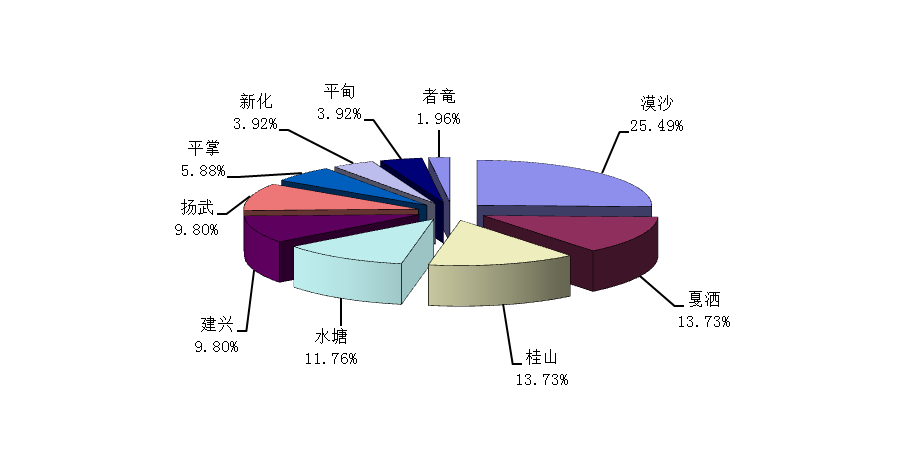 漠沙
25.49%
戛洒
13.73%
桂山
13.73%
水塘
11.76%
建兴
9.80%
扬武
9.80%
平掌
5.88%
新化
3.92%
平甸
3.92%
者竜
1.96%